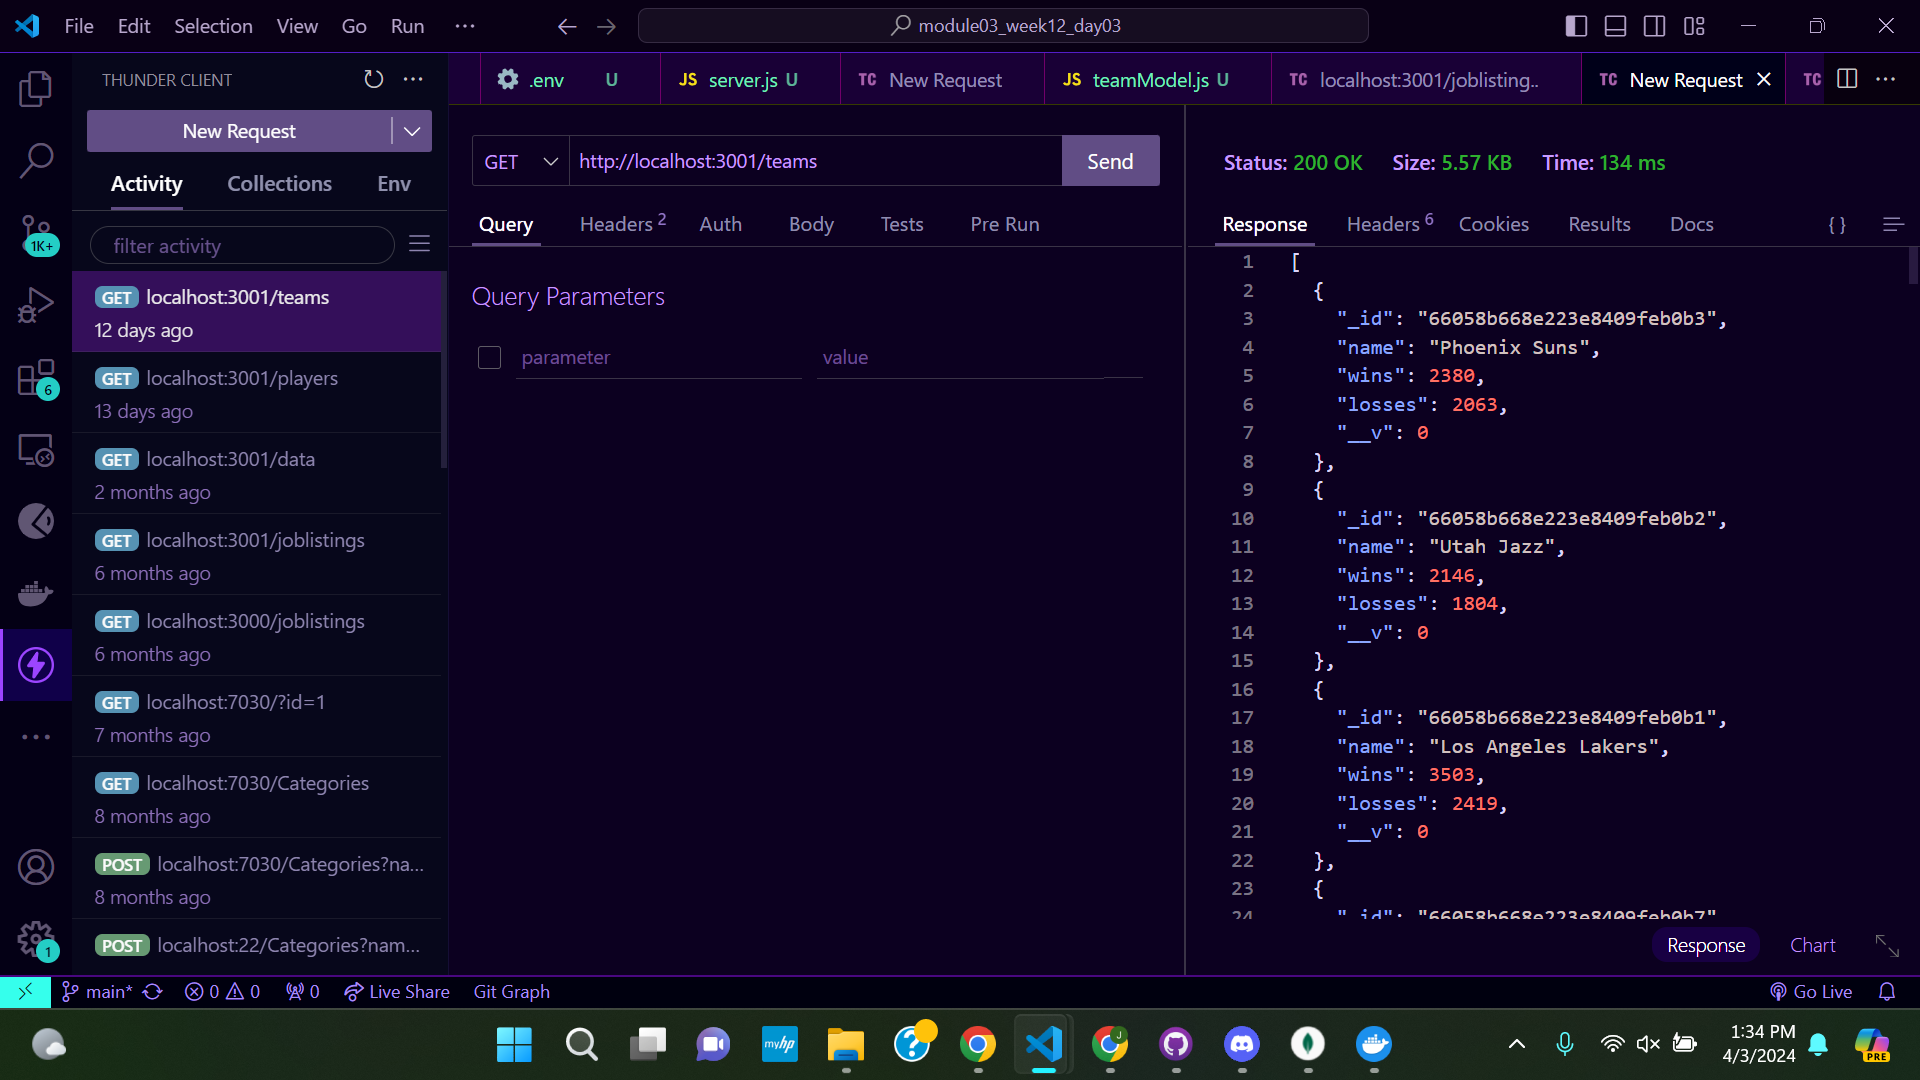 File Edit Selection View Go Run ···
module03_week12_day03
THUNDER CLIENT
New Request
Activity Collections Env
filter activity
GET localhost:3001/teams
12 days ago
GET localhost:3001/players
13 days ago
GET localhost:3001/data
2 months ago
GET localhost:3001/joblistings
6 months ago
GET localhost:3000/joblistings
6 months ago
GET localhost:7030/?id=1
7 months ago
GET localhost:7030/Categories
8 months ago
POST localhost:7030/Categories?na...
8 months ago
POST localhost:22/Categories?nam...
1K+
6
1
.env U
JS server.js U
TC New Request
JS teamModel.js U
TC localhost:3001/joblisting..
TC New Request
TC
GET http://localhost:3001/teams Send
Query Headers 2 Auth Body Tests Pre Run
Query Parameters
parameter value
Status: 200 OK Size: 5.57 KB Time: 134 ms
Response Headers 6 Cookies Results Docs { }
1 [
2 {
3 "_id": "66058b668e223e8409feb0b3",
4 "name": "Phoenix Suns",
5 "wins": 2380,
6 "losses": 2063,
7 "__v": 0
8 },
9 {
10 "_id": "66058b668e223e8409feb0b2",
11 "name": "Utah Jazz",
12 "wins": 2146,
13 "losses": 1804,
14 "__v": 0
15 },
16 {
17 "_id": "66058b668e223e8409feb0b1",
18 "name": "Los Angeles Lakers",
19 "wins": 3503,
20 "losses": 2419,
21 "__v": 0
22 },
23 {
24 "_id": "66058b668e223e8409feb0b7"
Response Chart
main* 0 0 0 Live Share Git Graph Go Live
myhp
J
1:34 PM
4/3/2024
PRE